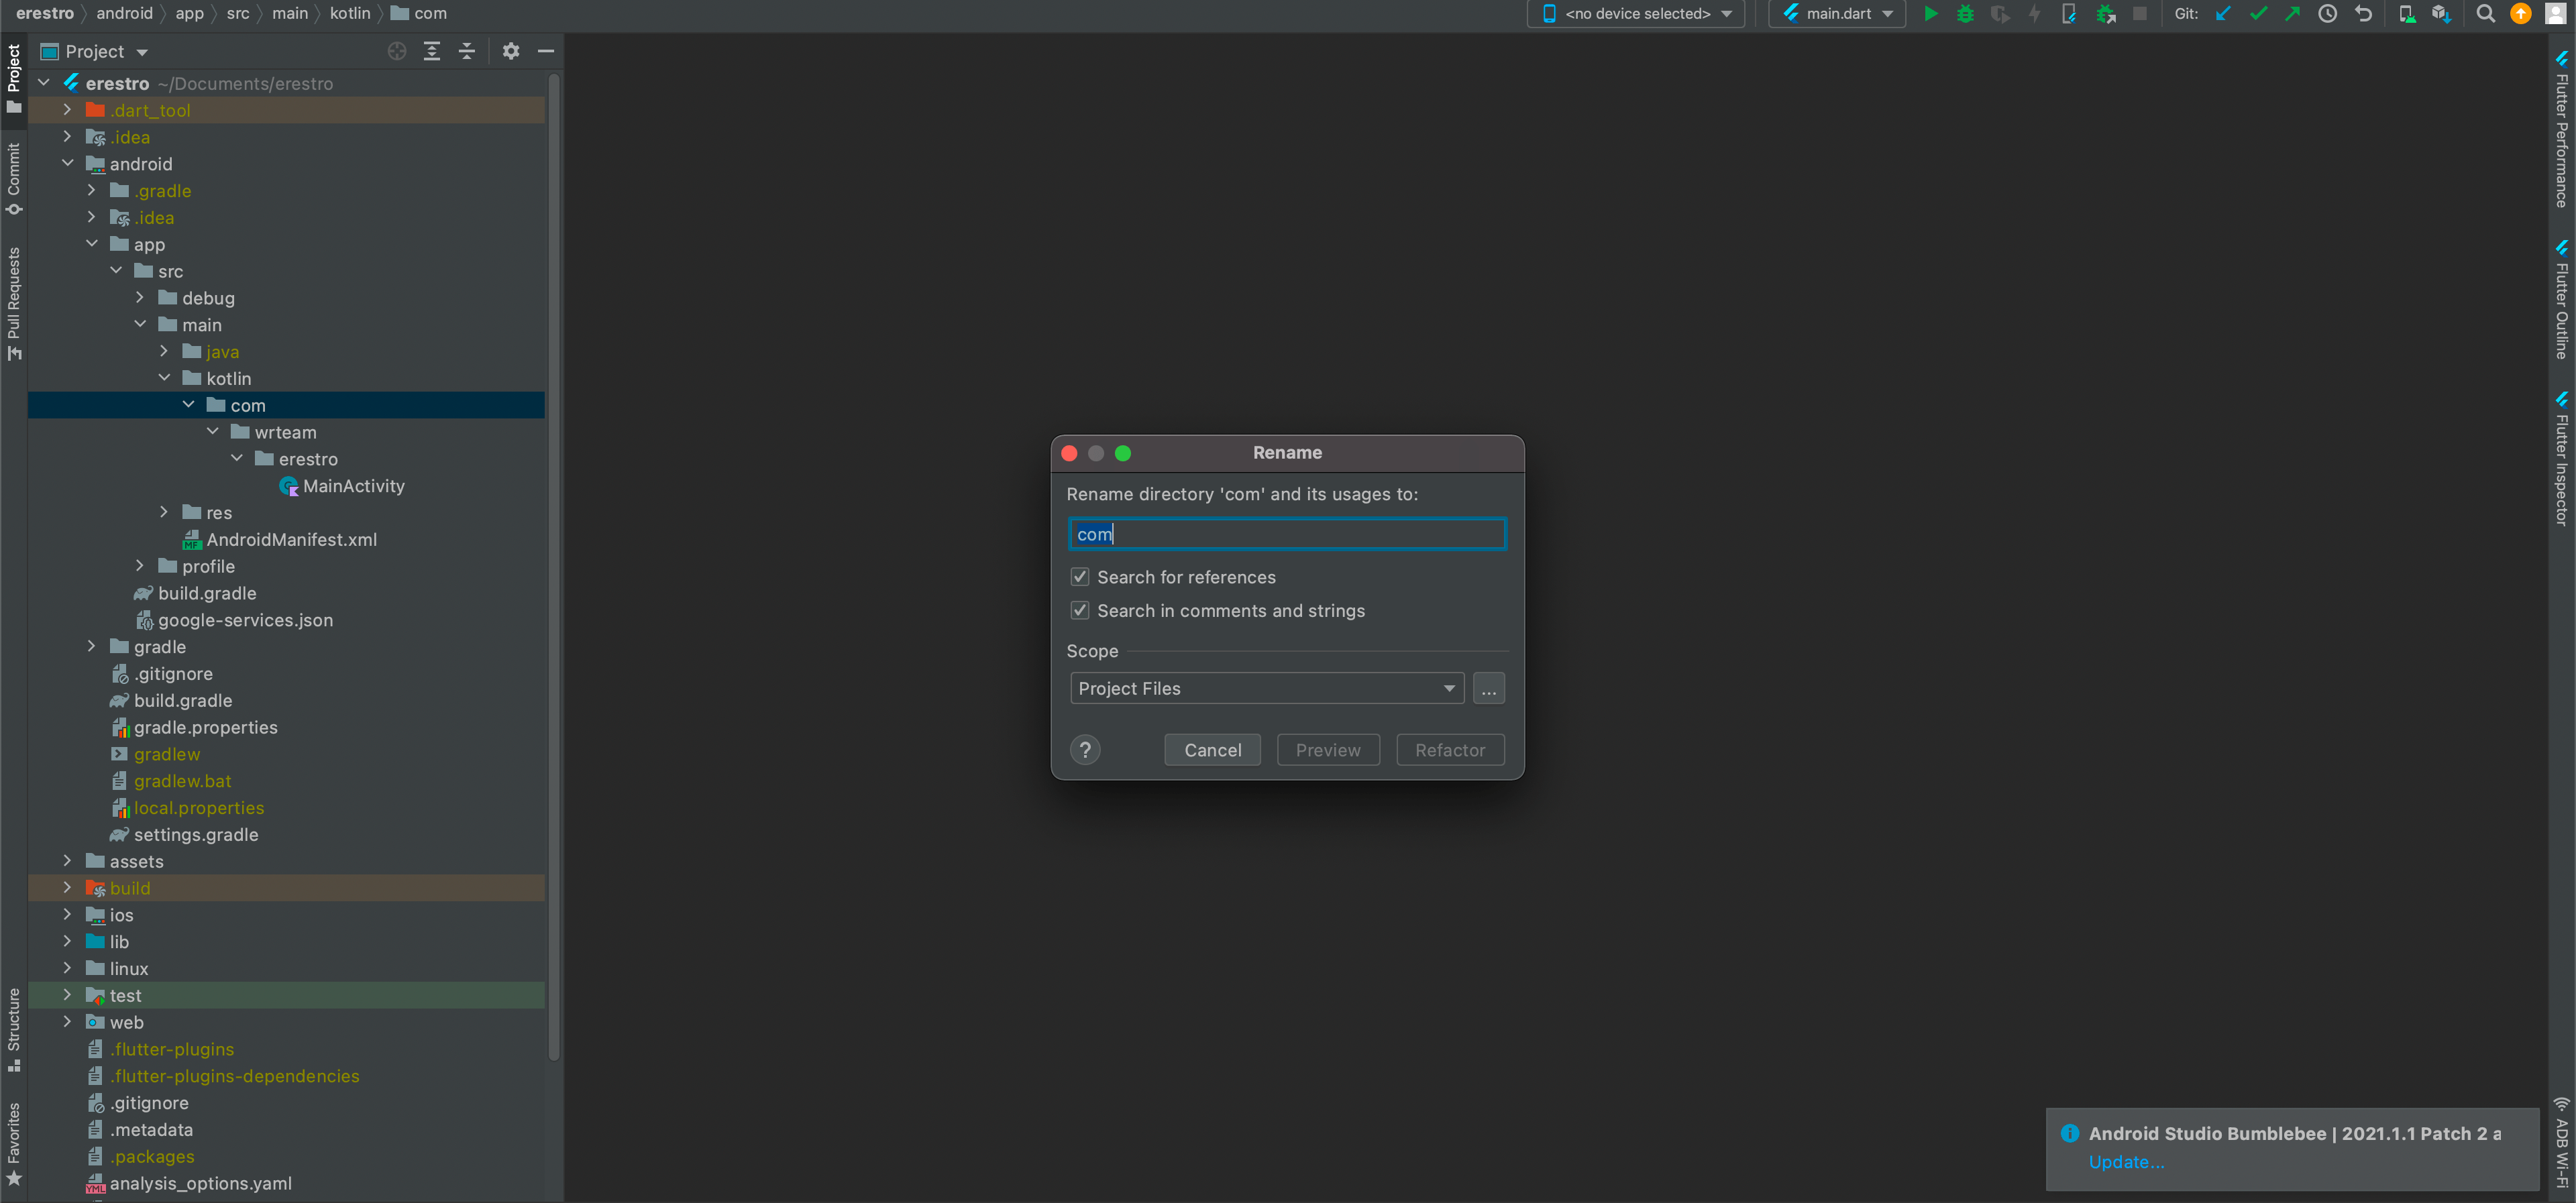 erestro android app src main kotlin com
<no device selected> main.dart Git:
Project
erestro ~/Documents/erestro
.dart_tool
.idea
android
.gradle
.idea
app
src
debug
main
java
kotlin
com
wrteam
erestro
MainActivity
res
AndroidManifest.xml
profile
build.gradle
google-services.json
gradle
.gitignore
build.gradle
gradle.properties
gradlew
gradlew.bat
local.properties
settings.gradle
assets
build
ios
lib
linux
test
web
.flutter-plugins
.flutter-plugins-dependencies
.gitignore
.metadata
.packages
analysis_options.yaml
Project
Commit
Pull Requests
Structure
Favorites
Rename
Rename directory 'com' and its usages to:
com
Search for references
Search in comments and strings
Scope
Project Files
...
? Cancel Preview Refactor
Flutter Performance
Flutter Outline
Flutter Inspector
ADB Wi-Fi
Android Studio Bumblebee | 2021.1.1 Patch 2 a
Update...